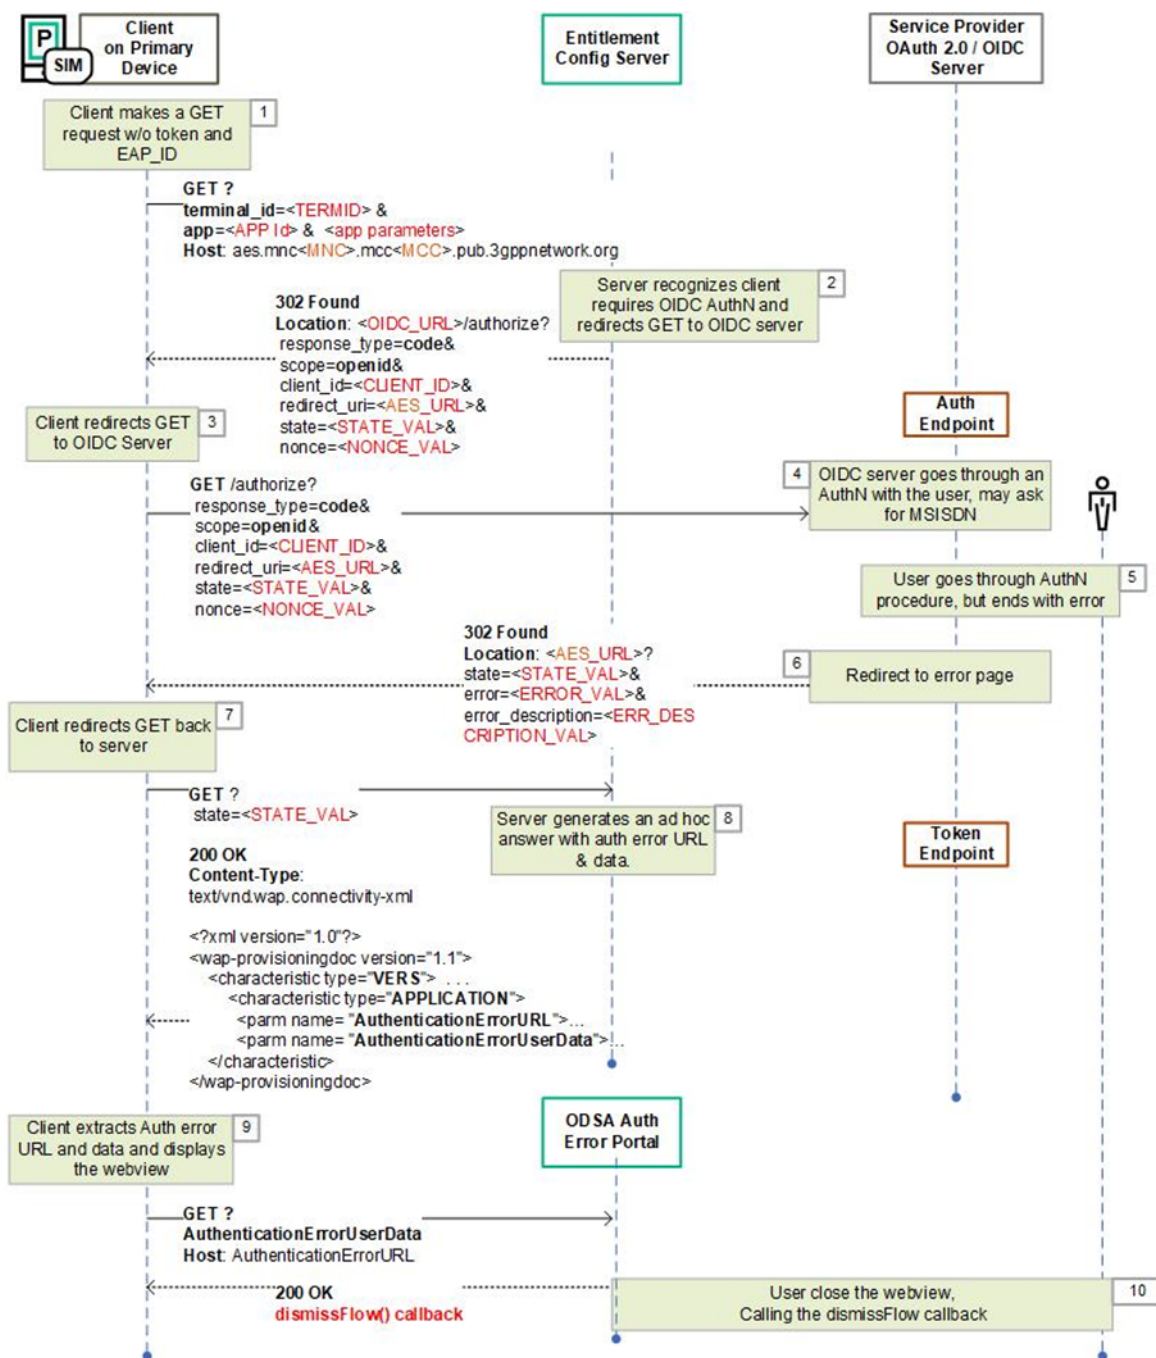 P
SIM
Client
on Primary
Device
Entitlement
Config Server
Service Provider
OAuth 2.0 / OIDC
Server
Client makes a GET
request w/o token and
EAP_ID
1
GET ?
terminal_id=<TERMID> &
app=<APP Id> & <app parameters>
Host: aes.mnc<MNC>.mcc<MCC>.pub.3gppnetwork.org
Server recognizes client
requires OIDC AuthN and
redirects GET to OIDC server
2
302 Found
Location: <OIDC_URL>/authorize?
response_type=code&
scope=openid&
client_id=<CLIENT_ID>&
redirect_uri=<AES_URL>&
state=<STATE_VAL>&
nonce=<NONCE_VAL>
Client redirects GET
to OIDC Server
3
Auth
Endpoint
GET /authorize?
response_type=code&
scope=openid&
client_id=<CLIENT_ID>&
redirect_uri=<AES_URL>&
state=<STATE_VAL>&
nonce=<NONCE_VAL>
4
OIDC server goes through an
AuthN with the user, may ask
for MSISDN
User goes through AuthN
procedure, but ends with error
5
302 Found
Location: <AES_URL>?
state=<STATE_VAL>&
error=<ERROR_VAL>&
error_description=<ERR_DES
CRIPTION_VAL>
6
Redirect to error page
Client redirects GET back
to server
7
GET ?
state=<STATE_VAL>
Server generates an ad hoc
answer with auth error URL
& data.
8
Token
Endpoint
200 OK
Content-Type:
text/vnd.wap.connectivity-xml
<?xml version="1.0"?>
<wap-provisioningdoc version="1.1">
<characteristic type="VERS"> . . .
<characteristic type="APPLICATION">
<parm name= "AuthenticationErrorURL">...
<parm name= "AuthenticationErrorUserData">...
</characteristic>
</wap-provisioningdoc>
Client extracts Auth error
URL and data and displays
the webview
9
ODSA Auth
Error Portal
GET ?
AuthenticationErrorUserData
Host: AuthenticationErrorURL
200 OK
dismissFlow() callback
User close the webview,
Calling the dismissFlow callback
10